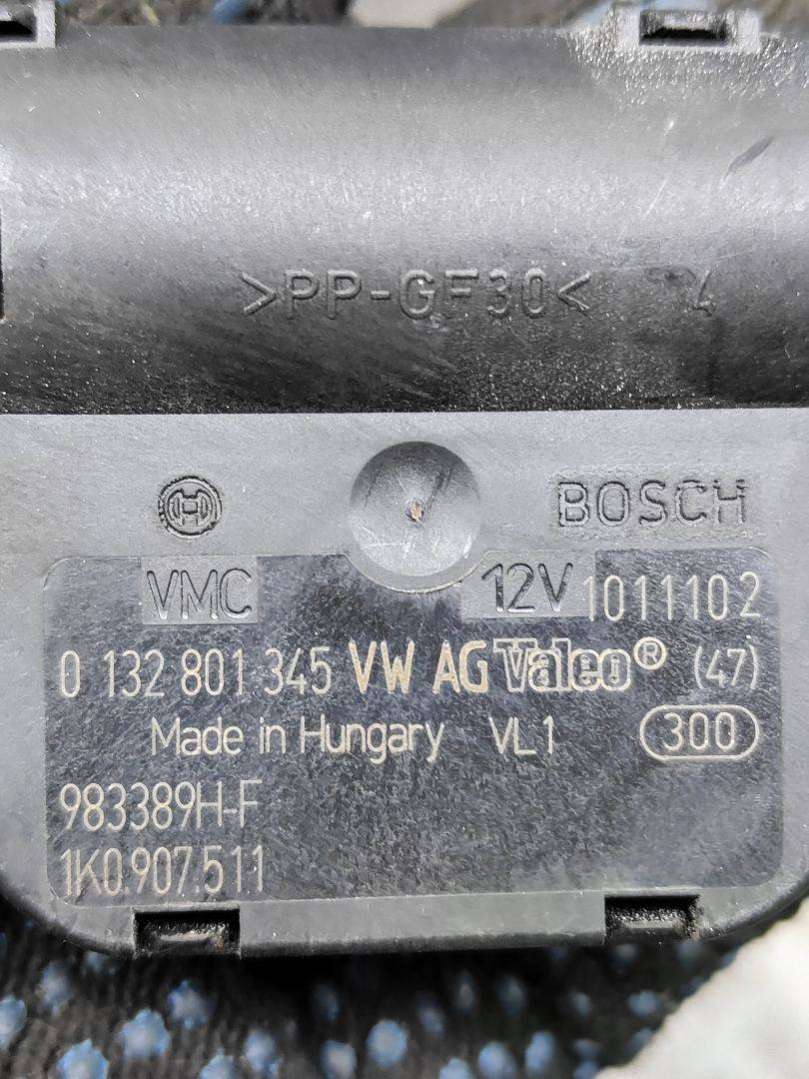 >PP-GF30< 4
BOSCH
VMC 12V 1011102
0 132 801 345 VW AG Valeo® (47)
Made in Hungary VL1 300
983389H-F
1K0.907.511